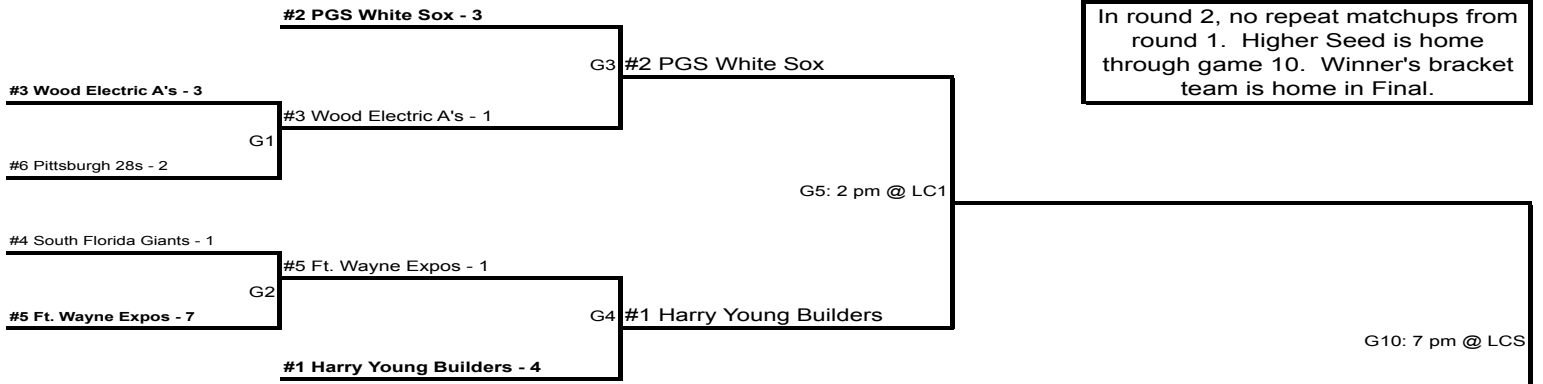 #2 PGS White Sox - 3
In round 2, no repeat matchups from
round 1. Higher Seed is home
through game 10. Winner's bracket
team is home in Final.
G3 #2 PGS White Sox
#3 Wood Electric A's - 3
#3 Wood Electric A's - 1
G1
#6 Pittsburgh 28s - 2
G5: 2 pm @ LC1
#4 South Florida Giants - 1
#5 Ft. Wayne Expos - 1
G2
#5 Ft. Wayne Expos - 7
G4 #1 Harry Young Builders
G10: 7 pm @ LCS
#1 Harry Young Builders - 4